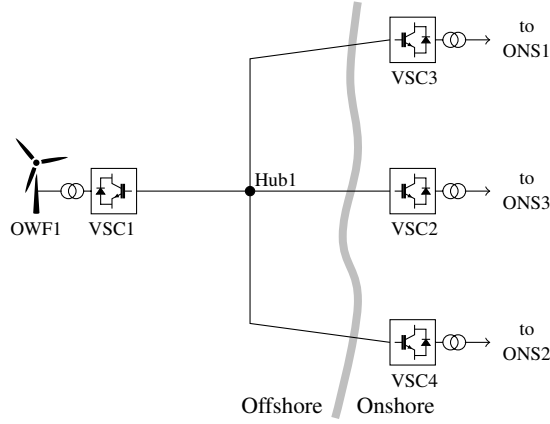 to
ONS1
VSC3
Hub1
to
ONS3
OWF1
VSC1
VSC2
to
ONS2
VSC4
Offshore
Onshore